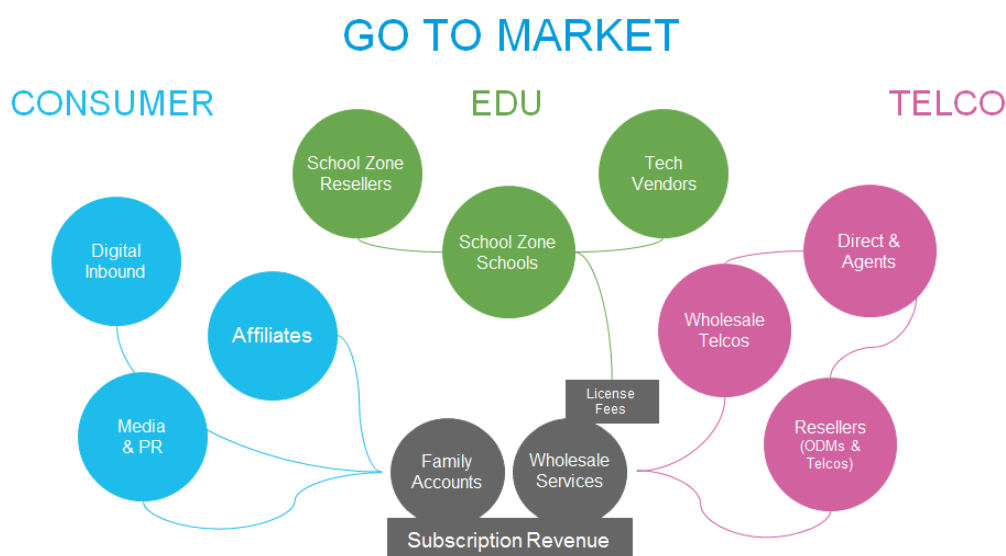 GO TO MARKET
CONSUMER
EDU
TELCO
School Zone
Resellers
Tech
Vendors
School Zone
Schools
Digital
Inbound
Direct &
Agents
Affiliates
Wholesale
Telcos
License
Fees
Media
& PR
Resellers
(ODMs &
Telcos)
Family
Accounts
Wholesale
Services
Subscription Revenue